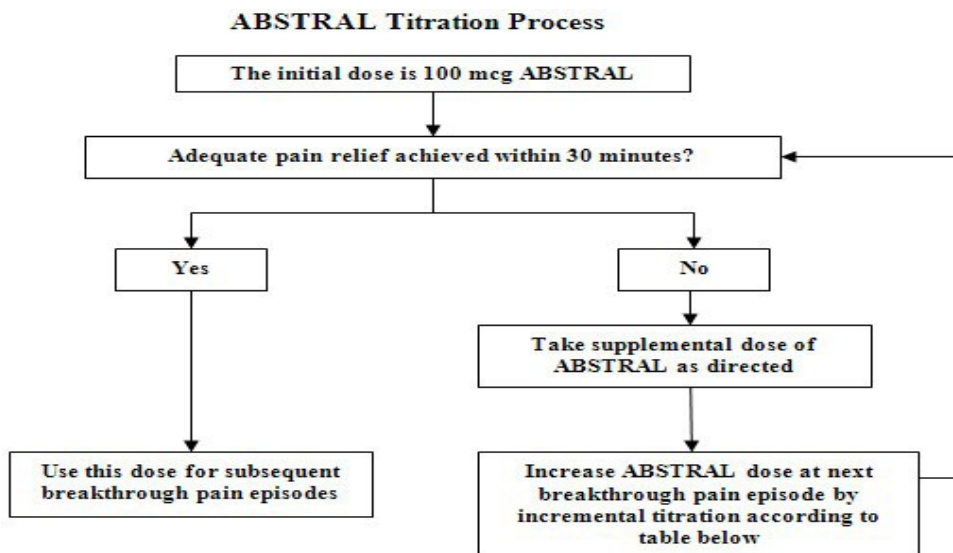 ABSTRAL Titration Process
The initial dose is 100 mcg ABSTRAL
Adequate pain relief achieved within 30 minutes?
Yes
No
Take supplemental dose of
ABSTRAL as directed
Use this dose for subsequent
breakthrough pain episodes
Increase ABSTRAL dose at next
breakthrough pain episode by
incremental titration according to
table below